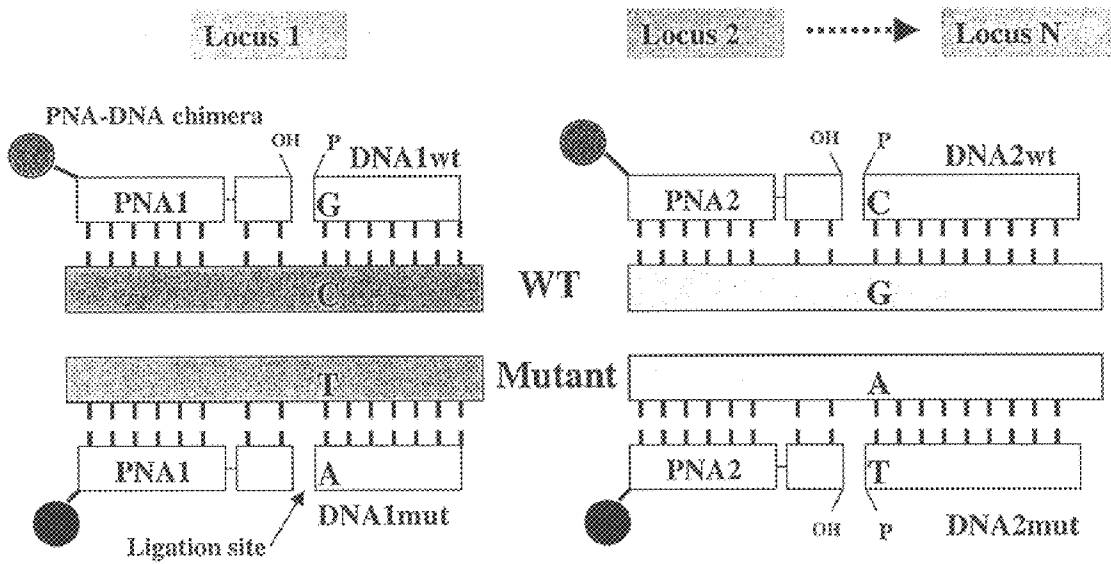 Locus 1
Locus 2
Locus N
PNA-DNA chimera
OH
P
DNA1wt
OH
P
DNA2wt
PNA1
G
PNA2
C
C
WT
G
T
Mutant
A
PNA1
A
PNA2
T
DNA1mut
Ligation site
OH
P
DNA2mut